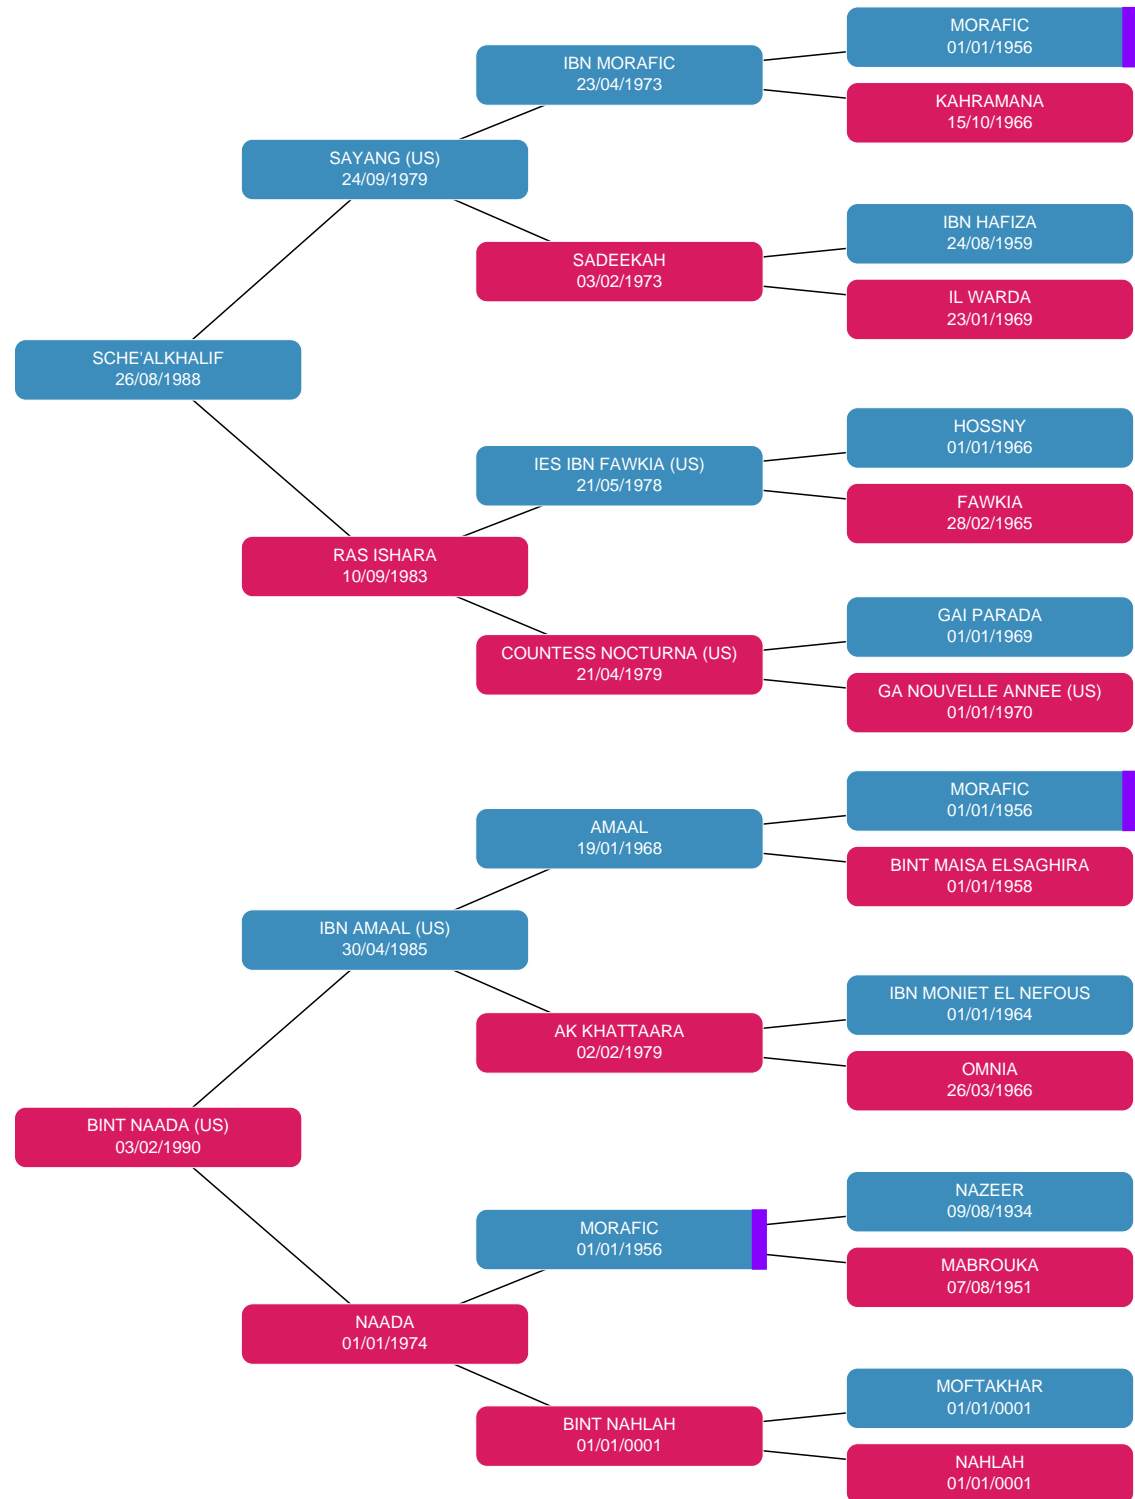 MORAFIC
01/01/1956
IBN MORAFIC
23/04/1973
KAHRAMANA
15/10/1966
SAYANG (US)
24/09/1979
IBN HAFIZA
24/08/1959
SADEEKAH
03/02/1973
IL WARDA
23/01/1969
SCHE'ALKHALIF
26/08/1988
HOSSNY
01/01/1966
IES IBN FAWKIA (US)
21/05/1978
FAWKIA
28/02/1965
RAS ISHARA
10/09/1983
GAI PARADA
01/01/1969
COUNTESS NOCTURNA (US)
21/04/1979
GA NOUVELLE ANNEE (US)
01/01/1970
MORAFIC
01/01/1956
AMAAL
19/01/1968
BINT MAISA ELSAGHIRA
01/01/1958
IBN AMAAL (US)
30/04/1985
IBN MONIET EL NEFOUS
01/01/1964
AK KHATTAARA
02/02/1979
OMNIA
26/03/1966
BINT NAADA (US)
03/02/1990
NAZEER
09/08/1934
MORAFIC
01/01/1956
MABROUKA
07/08/1951
NAADA
01/01/1974
MOFTAKHAR
01/01/0001
BINT NAHLAH
01/01/0001
NAHLAH
01/01/0001